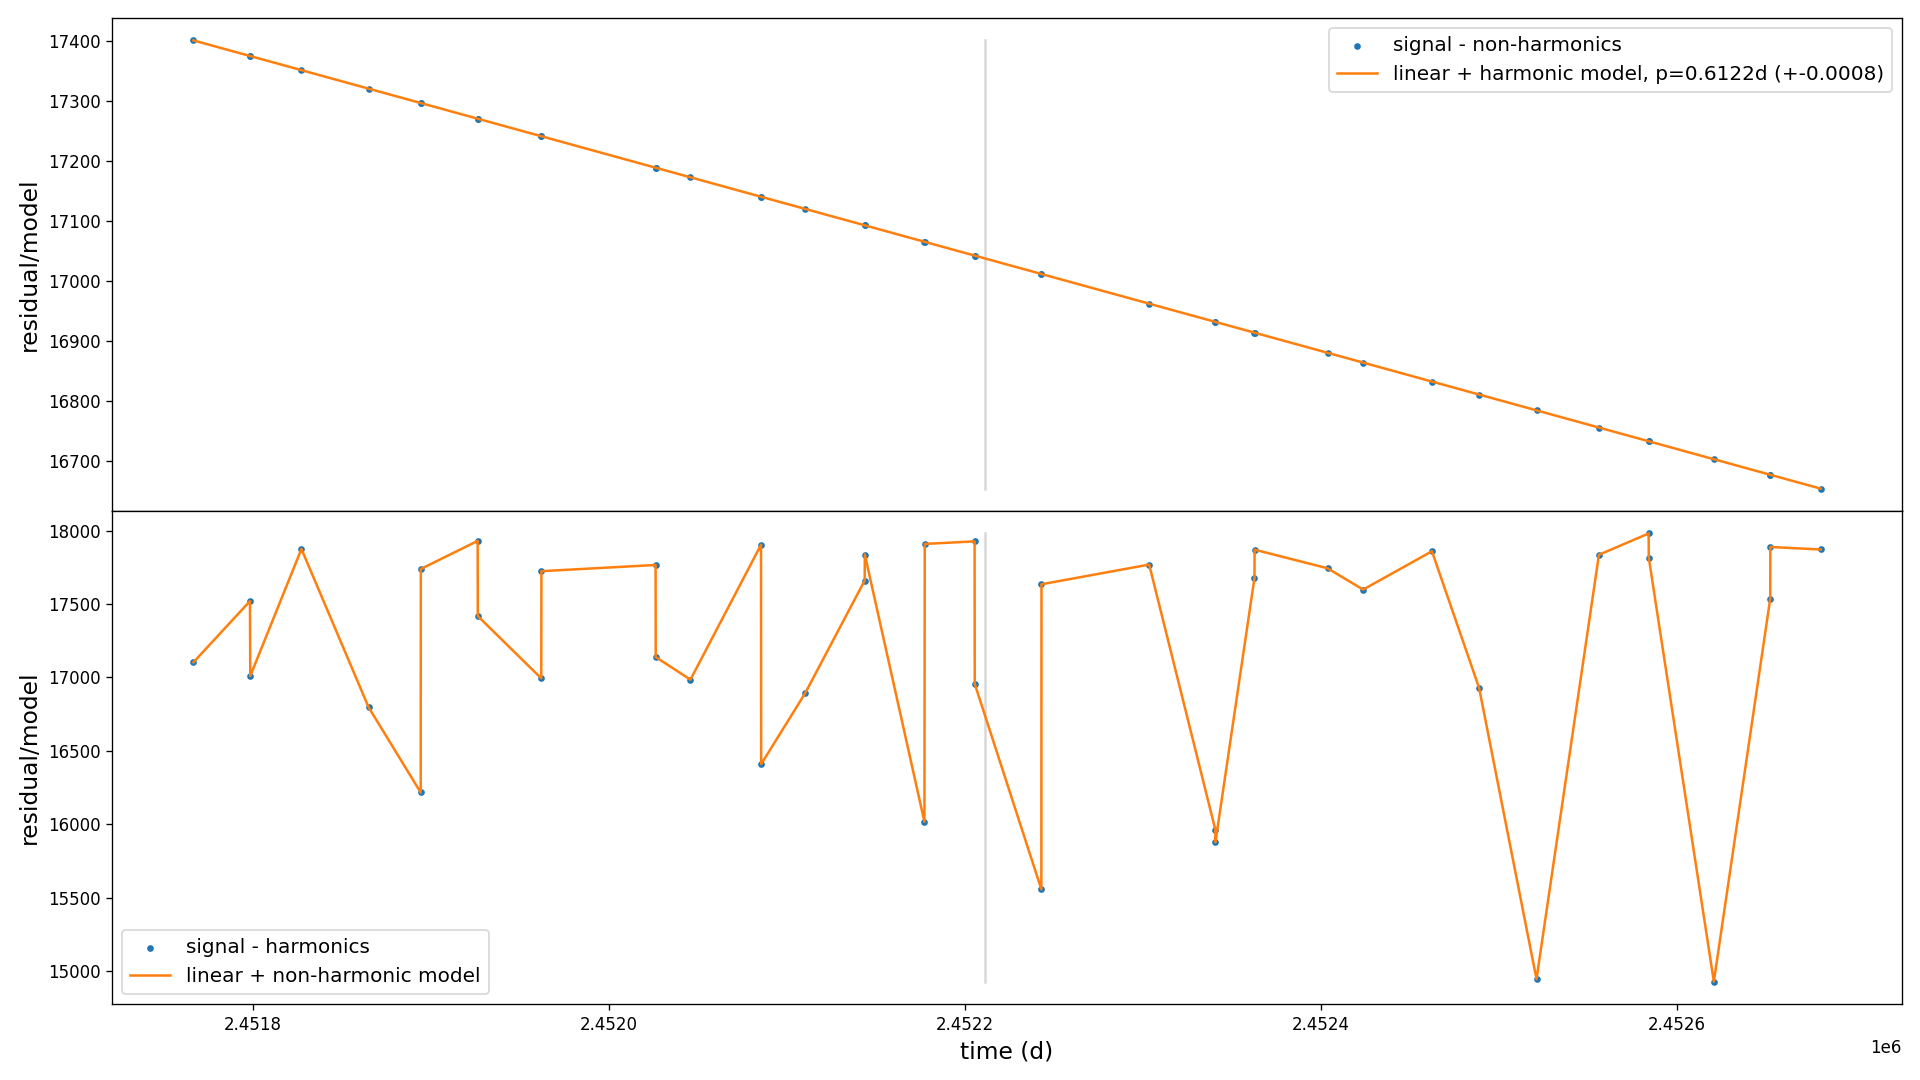 17400
17300
17200
17100
17000
16900
16800
16700
residual/model
signal - non-harmonics
linear + harmonic model, p=0.6122d (+-0.0008)
18000
17500
17000
16500
16000
15500
15000
residual/model
signal - harmonics
linear + non-harmonic model
2.4518
2.4520
2.4522
2.4524
2.4526
1e6
time (d)